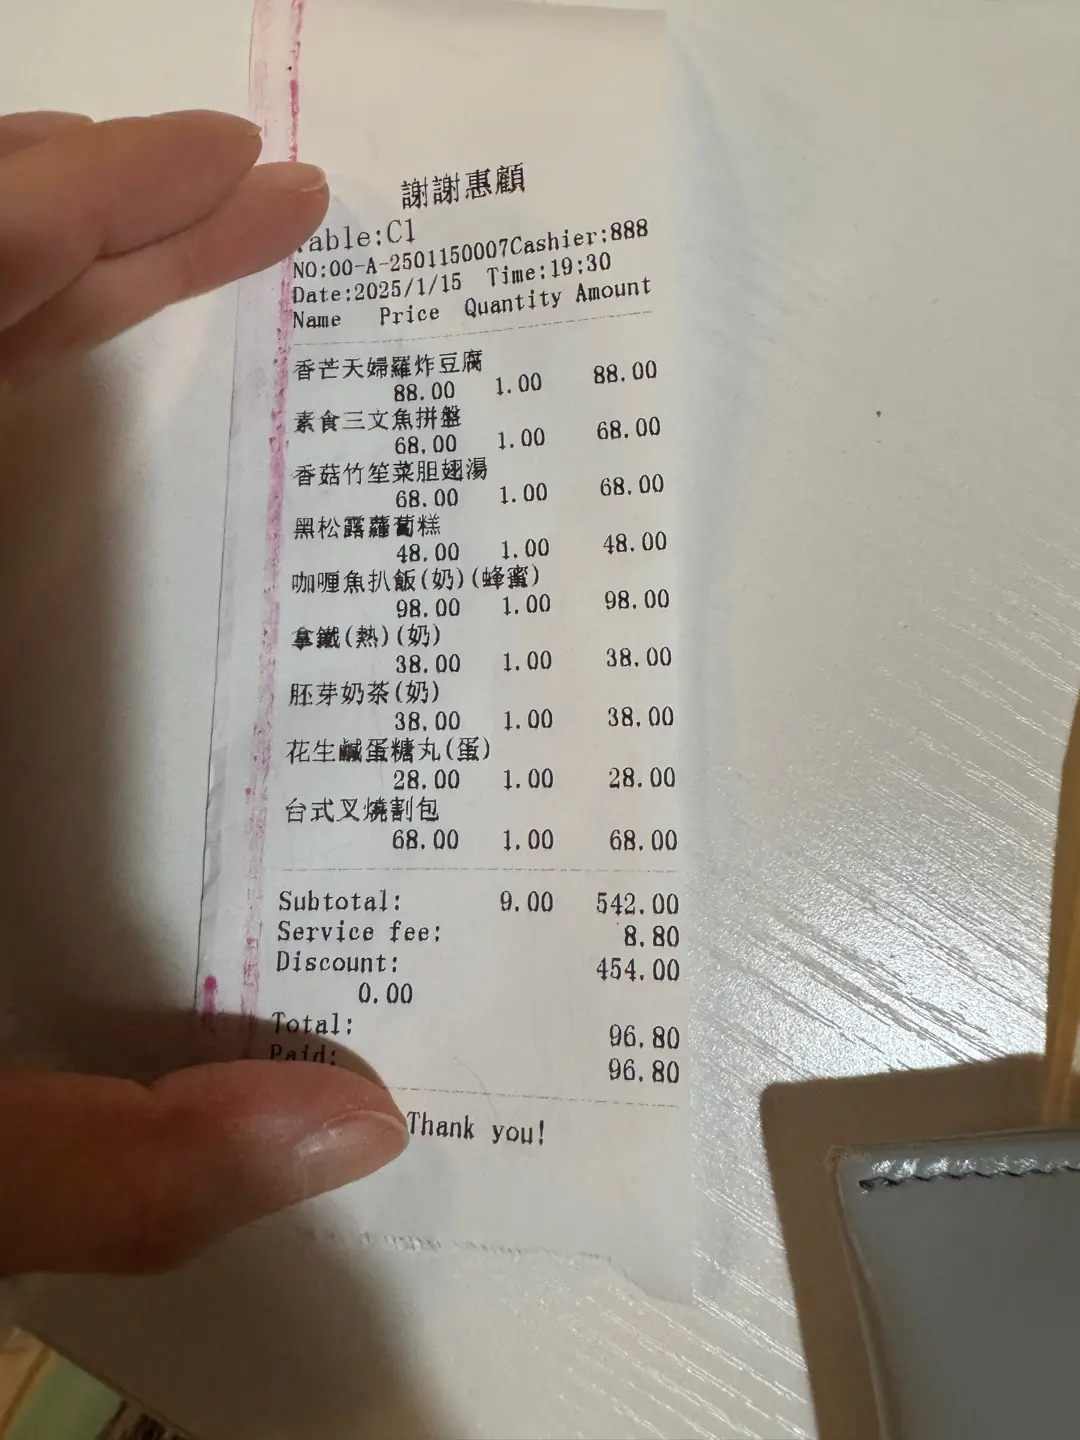 謝謝惠顧
able:C1
NO:00-A-2501150007Cashier:888
Date:2025/1/15 Time:19:30
Name Price Quantity Amount
香芒天婦羅炸豆腐
88.00 1.00 88.00
素食三文魚拼盤
68.00 1.00 68.00
香菇竹笙菜胆翅湯
68.00 1.00 68.00
黑松露蘿蔔糕
48.00 1.00 48.00
咖喱魚扒飯(奶)(蜂蜜)
98.00 1.00 98.00
拿鐵(熱)(奶)
38.00 1.00 38.00
胚芽奶茶(奶)
38.00 1.00 38.00
花生鹹蛋糖丸(蛋)
28.00 1.00 28.00
台式叉燒割包
68.00 1.00 68.00
Subtotal: 9.00 542.00
Service fee: 8.80
Discount: 454.00
0.00
Total: 96.80
Paid: 96.80
Thank you!